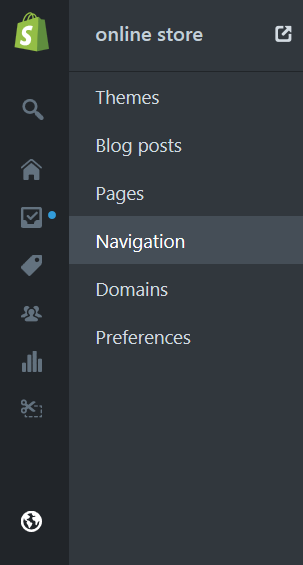 online store
Themes
Blog posts
Pages
Navigation
Domains
Preferences